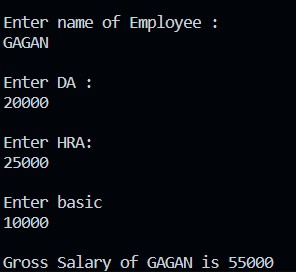 Enter name of Employee :
GAGAN
Enter DA :
20000
Enter HRA:
25000
Enter basic
10000
Gross Salary of GAGAN is 55000